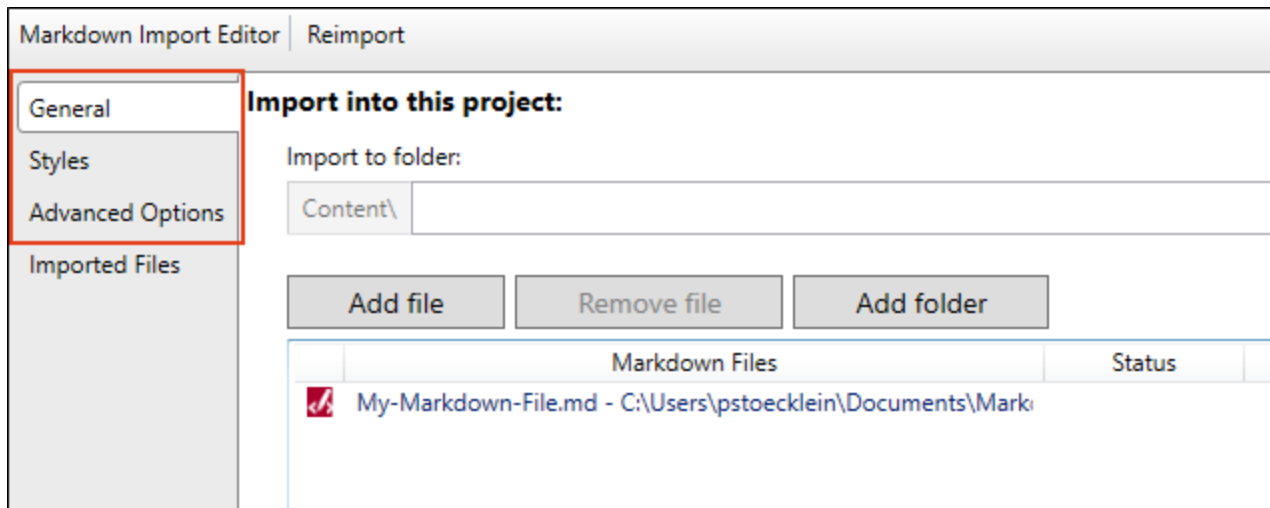 Markdown Import Editor Reimport
General
Styles
Advanced Options
Imported Files
Import into this project:
Import to folder:
Content\
Add file Remove file Add folder
Markdown Files Status
My-Markdown-File.md - C:\Users\pstoecklein\Documents\Mark